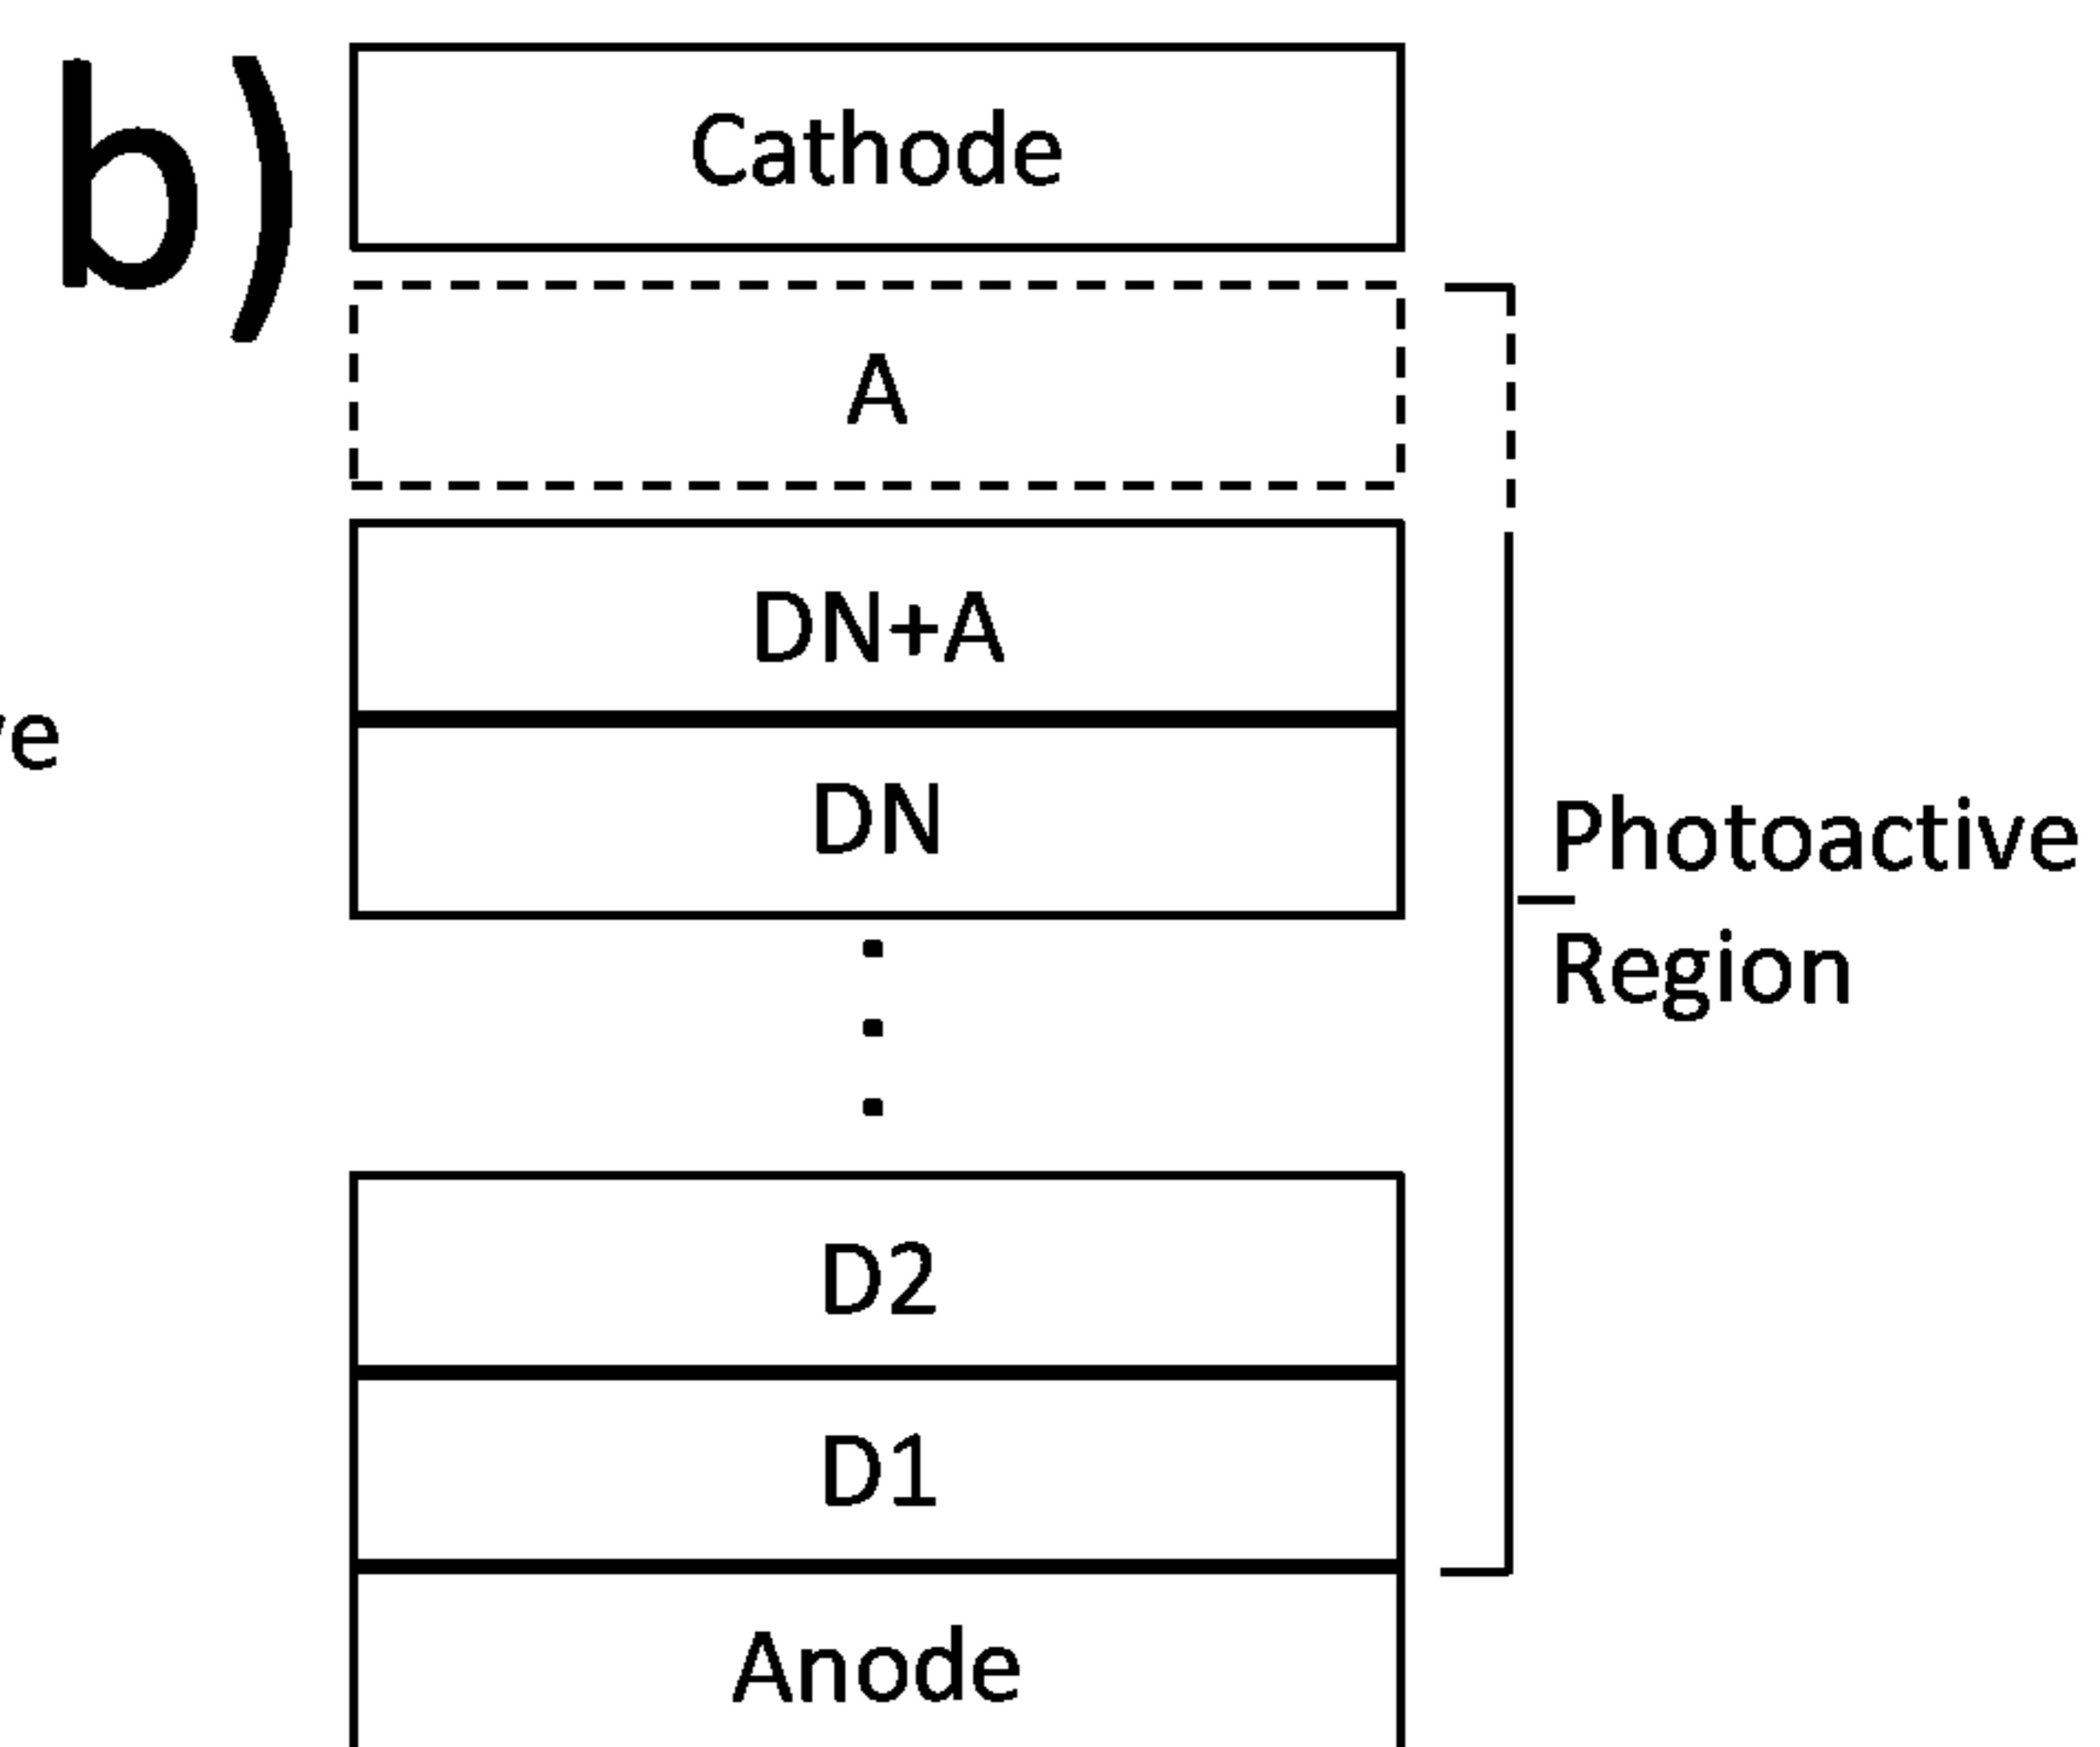 b)
Cathode
A
DN+A
DN
Photoactive
Region
D2
D1
Anode